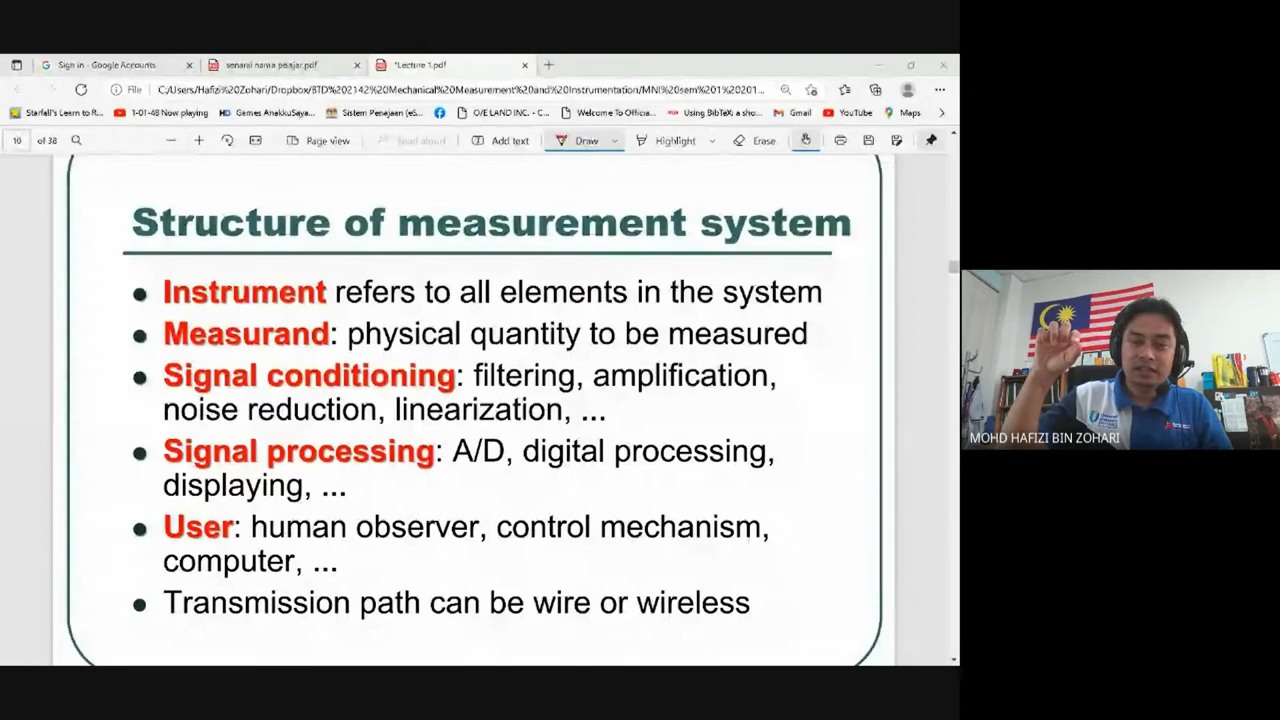 Sign in - Google Accounts
senarai nama pelajar.pdf
*Lecture 1.pdf
File
C:/Users/Hafizi%20Zohari/Dropbox/BTD%202142%20Mechanical%20Measurement%20and%20Instrumentation/MNI%20sem%201%20201...
Starfall's Learn to R...
1-01-48 Now playing
Games AnakkuSaya...
Sistem Penajaan (eS...
O/E LAND INC. - C...
Welcome To Officia...
Using BibTeX: a sho...
Gmail
YouTube
Maps
10 of 38
Page view
Read aloud
Add text
Draw
Highlight
Erase
Structure of measurement system
● Instrument refers to all elements in the system
● Measurand: physical quantity to be measured
● Signal conditioning: filtering, amplification,
noise reduction, linearization, ...
● Signal processing: A/D, digital processing,
displaying, ...
● User: human observer, control mechanism,
computer, ...
● Transmission path can be wire or wireless
MOHD HAFIZI BIN ZOHARI